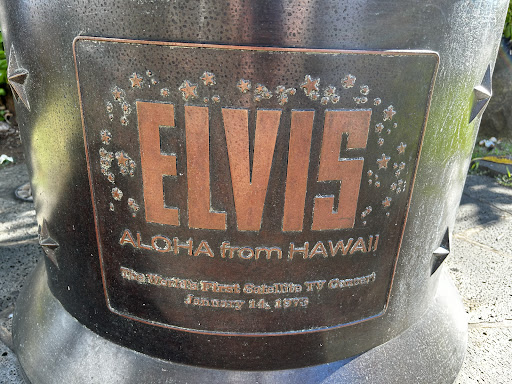 ELVIS
ALOHA from HAWAII
The World's First Satellite TV Concert
January 14, 1973